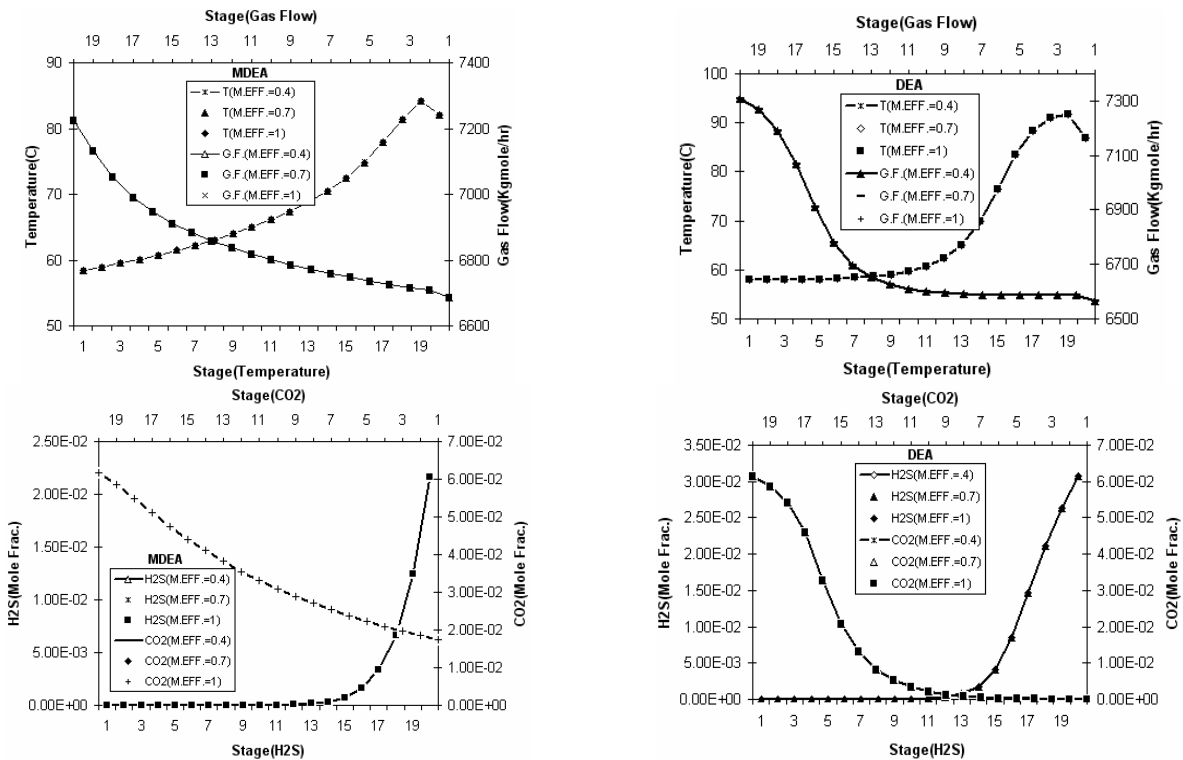 Stage(Gas Flow)
19 17 15 13 11 9 7 5 3 1
90
80
70
60
50
Temperature(C)
MDEA
T(M.EFF.=0.4)
T(M.EFF.=0.7)
T(M.EFF.=1)
G.F.(M.EFF.=0.4)
G.F.(M.EFF.=0.7)
G.F.(M.EFF.=1)
7400
7200
7000
6800
6600
Gas Flow(Kgmole/hr)
1 3 5 7 9 11 13 15 17 19
Stage(Temperature)
Stage(Gas Flow)
19 17 15 13 11 9 7 5 3 1
100
90
80
70
60
50
Temperature(C)
DEA
T(M.EFF.=0.4)
T(M.EFF.=0.7)
T(M.EFF.=1)
G.F.(M.EFF.=0.4)
G.F.(M.EFF.=0.7)
G.F.(M.EFF.=1)
7300
7100
6900
6700
6500
Gas Flow(Kgmole/hr)
1 3 5 7 9 11 13 15 17 19
Stage(Temperature)
Stage(CO2)
19 17 15 13 11 9 7 5 3 1
2.50E-02
2.00E-02
1.50E-02
1.00E-02
5.00E-03
0.00E+00
H2S(Mole Frac.)
MDEA
H2S(M.EFF.=0.4)
H2S(M.EFF.=0.7)
H2S(M.EFF.=1)
CO2(M.EFF.=0.4)
CO2(M.EFF.=0.7)
CO2(M.EFF.=1)
7.00E-02
6.00E-02
5.00E-02
4.00E-02
3.00E-02
2.00E-02
1.00E-02
0.00E+00
CO2(Mole Frac.)
1 3 5 7 9 11 13 15 17 19
Stage(H2S)
Stage(CO2)
19 17 15 13 11 9 7 5 3 1
3.50E-02
3.00E-02
2.50E-02
2.00E-02
1.50E-02
1.00E-02
5.00E-03
0.00E+00
H2S(Mole Frac.)
DEA
H2S(M.EFF.=.4)
H2S(M.EFF.=0.7)
H2S(M.EFF.=1)
CO2(M.EFF.=0.4)
CO2(M.EFF.=0.7)
CO2(M.EFF.=1)
7.00E-02
6.00E-02
5.00E-02
4.00E-02
3.00E-02
2.00E-02
1.00E-02
0.00E+00
CO2(Mole Frac.)
1 3 5 7 9 11 13 15 17 19
Stage(H2S)